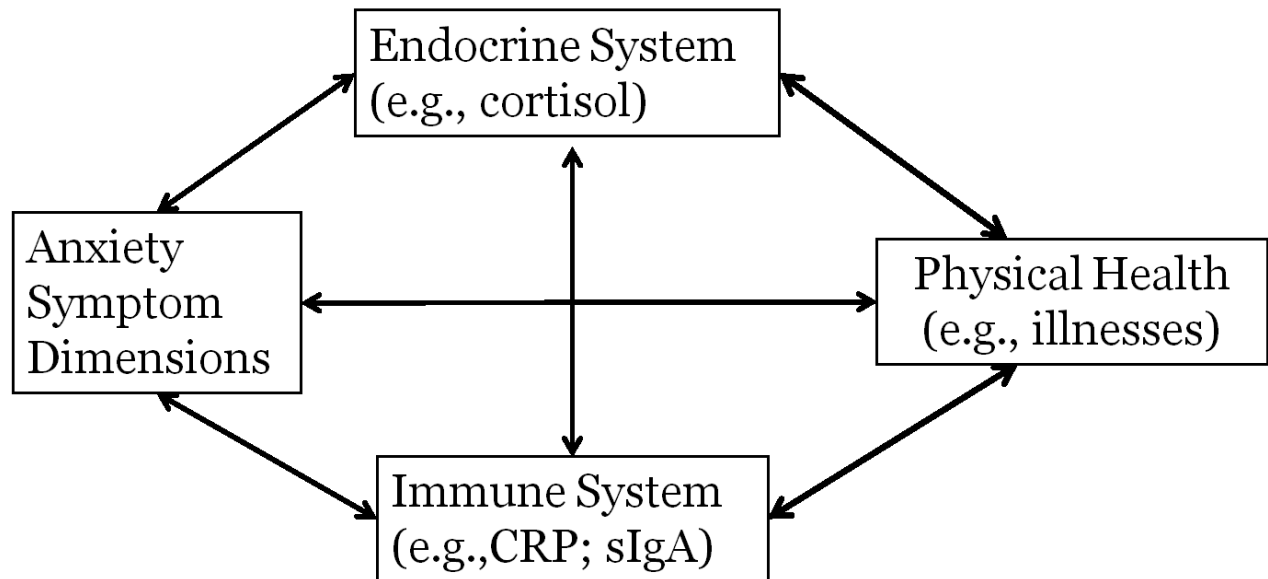 Endocrine System
(e.g., cortisol)
Anxiety
Symptom
Dimensions
Physical Health
(e.g., illnesses)
Immune System
(e.g.,CRP; sIgA)